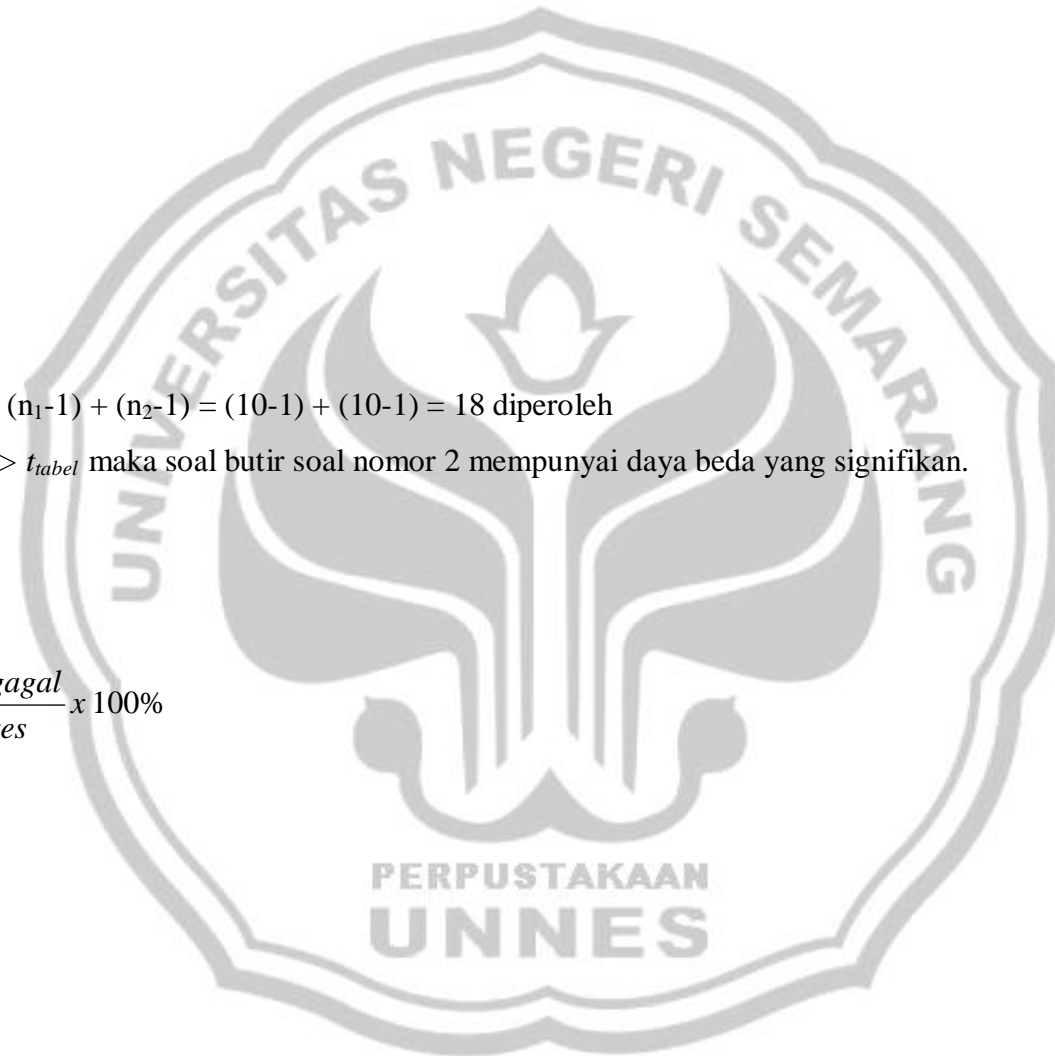 UNIVERSITAS NEGERI SEMARANG
(n₁-1) + (n₂-1) = (10-1) + (10-1) = 18 diperoleh
> t_tabel maka soal butir soal nomor 2 mempunyai daya beda yang signifikan.
gagal
x 100%
es
PERPUSTAKAAN
UNNES